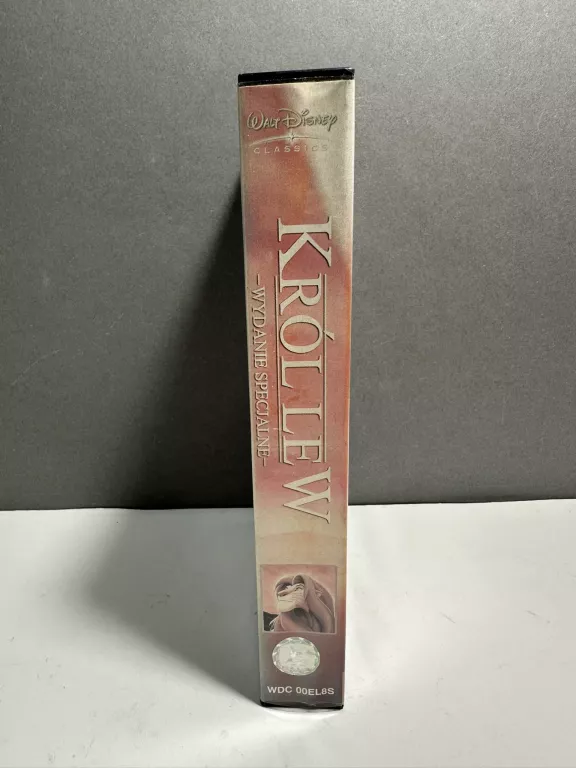 WALT DISNEY
CLASSICS
KRÓL LEW
–WYDANIE SPECJALNE–
WDC 00EL8S